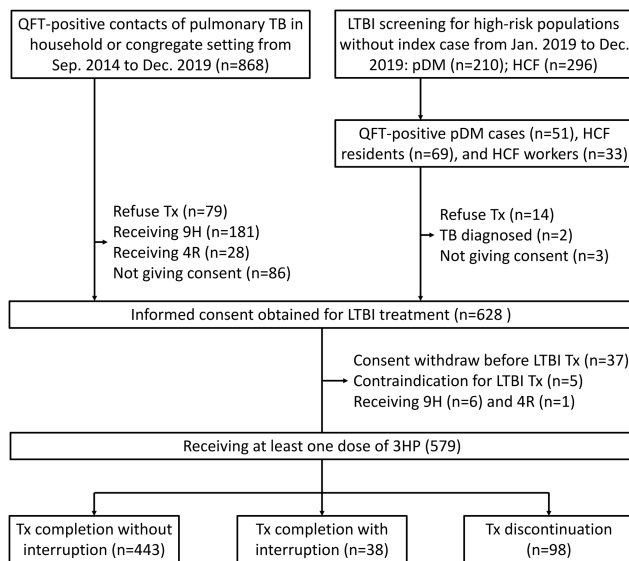 QFT-positive contacts of pulmonary TB in
household or congregate setting from
Sep. 2014 to Dec. 2019 (n=868)
LTBI screening for high-risk populations
without index case from Jan. 2019 to Dec.
2019: pDM (n=210); HCF (n=296)
QFT-positive pDM cases (n=51), HCF
residents (n=69), and HCF workers (n=33)
Refuse Tx (n=79)
Receiving 9H (n=181)
Receiving 4R (n=28)
Not giving consent (n=86)
Refuse Tx (n=14)
TB diagnosed (n=2)
Not giving consent (n=3)
Informed consent obtained for LTBI treatment (n=628 )
Consent withdraw before LTBI Tx (n=37)
Contraindication for LTBI Tx (n=5)
Receiving 9H (n=6) and 4R (n=1)
Receiving at least one dose of 3HP (579)
Tx completion without
interruption (n=443)
Tx completion with
interruption (n=38)
Tx discontinuation
(n=98)